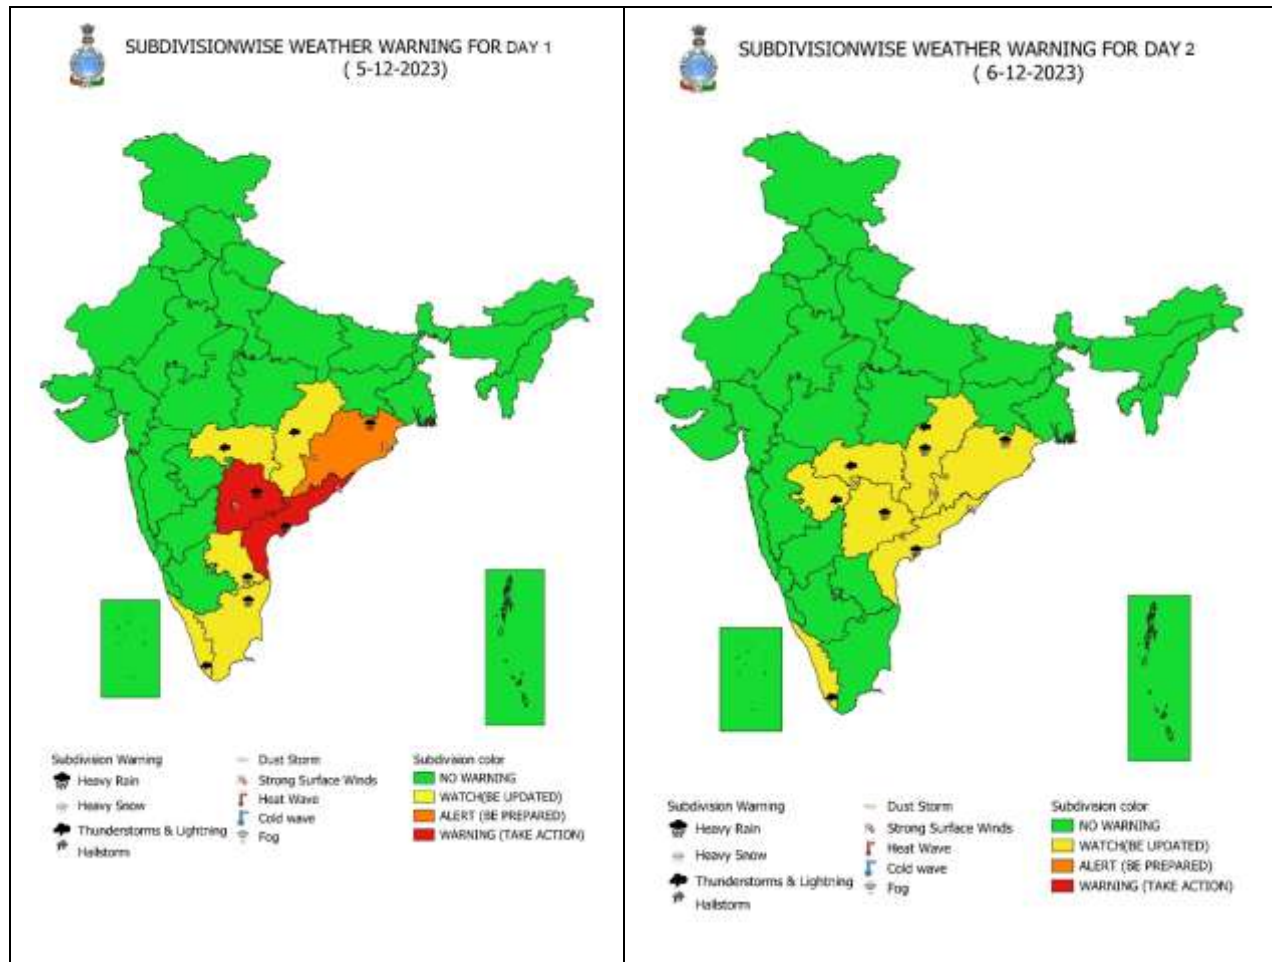 SUBDIVISIONWISE WEATHER WARNING FOR DAY 1
( 5-12-2023)
Subdivision Warning
Heavy Rain
Heavy Snow
Thunderstorms & Lightning
Hailstorm
Dust Storm
Strong Surface Winds
Heat Wave
Cold wave
Fog
Subdivision color
NO WARNING
WATCH(BE UPDATED)
ALERT (BE PREPARED)
WARNING (TAKE ACTION)
SUBDIVISIONWISE WEATHER WARNING FOR DAY 2
( 6-12-2023)
Subdivision Warning
Heavy Rain
Heavy Snow
Thunderstorms & Lightning
Hailstorm
Dust Storm
Strong Surface Winds
Heat Wave
Cold wave
Fog
Subdivision color
NO WARNING
WATCH(BE UPDATED)
ALERT (BE PREPARED)
WARNING (TAKE ACTION)